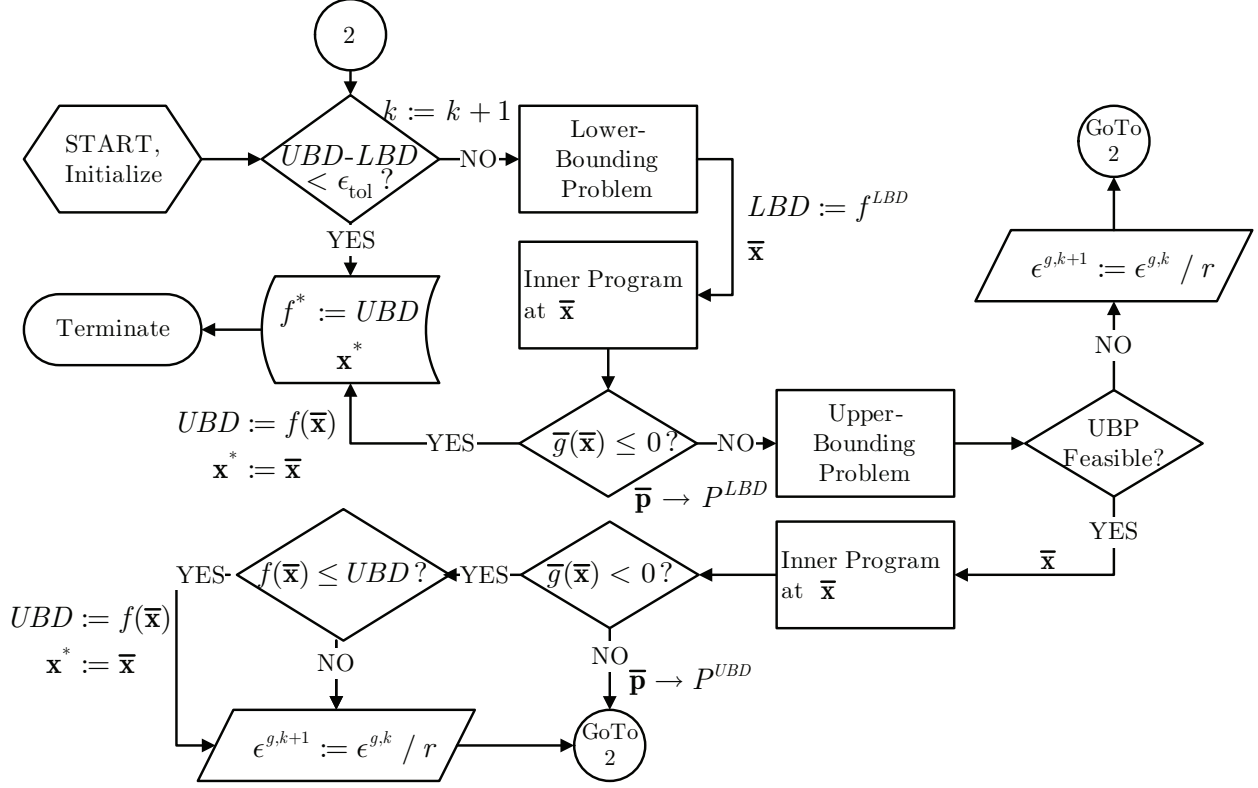 2
k := k + 1
START,
Initialize
UBD-LBD
< ϵ_tol ?
NO
Lower-
Bounding
Problem
GoTo
2
LBD := f^{LBD}
x̅
YES
Inner Program
at x̅
ϵ^{g,k+1} := ϵ^{g,k} / r
Terminate
f^* := UBD
x^*
NO
UBD := f(x̅)
x^* := x̅
YES
g̅(x̅) ≤ 0 ?
NO
Upper-
Bounding
Problem
UBP
Feasible?
p̅ → P^{LBD}
YES
x̅
Inner Program
at x̅
g̅(x̅) < 0 ?
YES
f(x̅) ≤ UBD ?
YES
UBD := f(x̅)
x^* := x̅
NO
NO
p̅ → P^{UBD}
ϵ^{g,k+1} := ϵ^{g,k} / r
GoTo
2